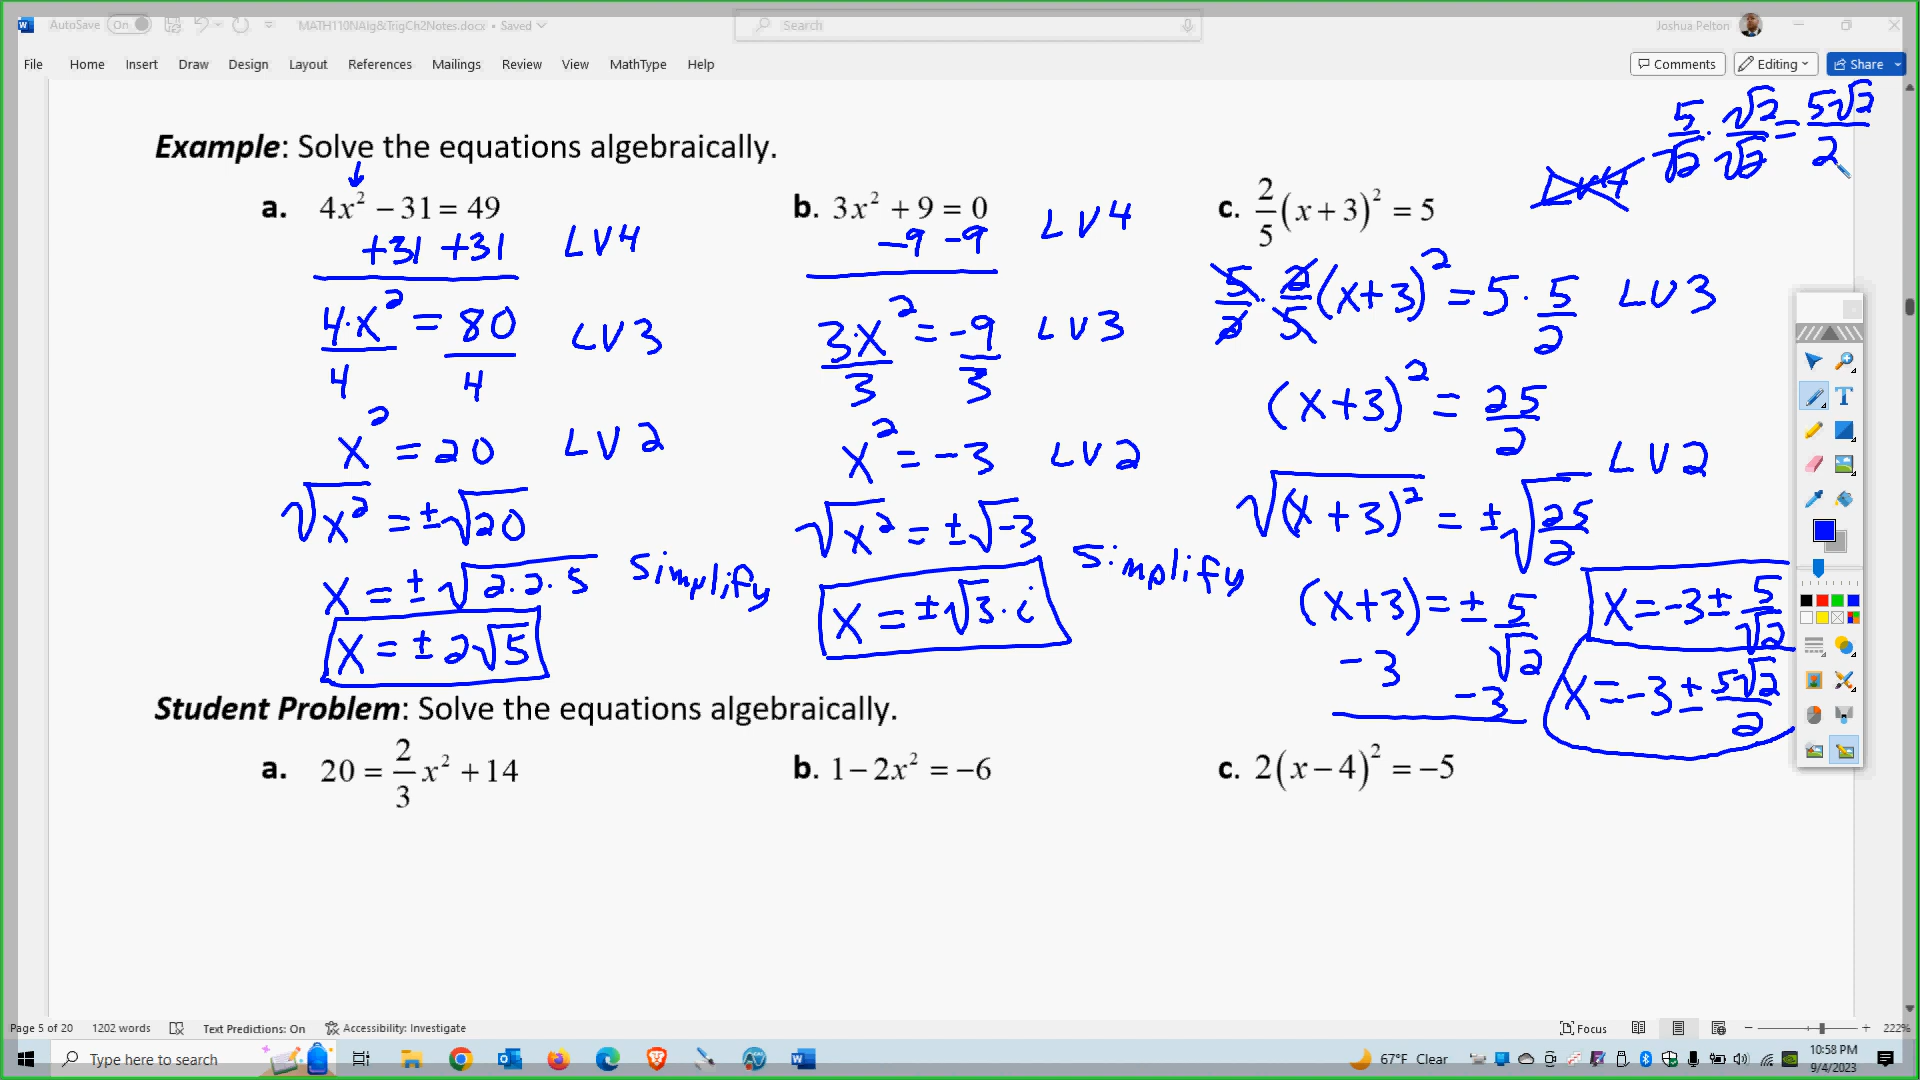 AutoSave On MATH110NAlg&TrigCh2Notes.docx • Saved Search Joshua Pelton
File Home Insert Draw Design Layout References Mailings Review View MathType Help Comments Editing Share
5/√2 · √2/√2 = 5√2/2
Example: Solve the equations algebraically.
a. 4x² − 31 = 49
+31 +31 LV4
4·x² = 80 LV3
4 4
x² = 20 LV2
√x² = ±√20
x = ±√2·2·5 simplify
x = ±2√5
b. 3x² + 9 = 0
−9 −9 LV4
3·x² = −9 LV3
3 3
x² = −3 LV2
√x² = ±√−3
simplify
x = ±√3·i
c. 2/5(x+3)² = 5
LV4
5/2 · 2/5(x+3)² = 5 · 5/2 LV3
(x+3)² = 25/2
LV2
√(x+3)² = ±√25/2
(x+3) = ± 5/√2
−3 −3
x = −3 ± 5/√2
x = −3 ± 5√2/2
Student Problem: Solve the equations algebraically.
a. 20 = 2/3x² + 14
b. 1 − 2x² = −6
c. 2(x − 4)² = −5
Page 5 of 20 1202 words Text Predictions: On Accessibility: Investigate Focus 222%
Type here to search 67°F Clear 10:58 PM
9/4/2023